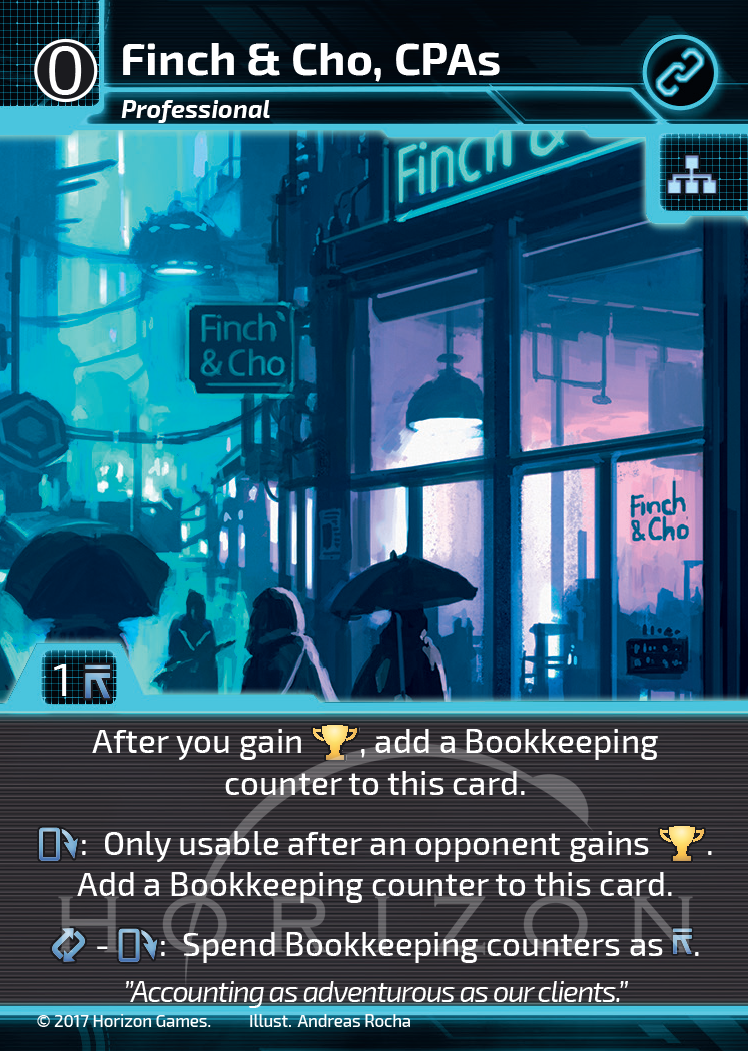 0
Finch & Cho, CPAs
Professional
Finch &
Finch
& Cho
Finch
& Cho
1
After you gain , add a Bookkeeping
counter to this card.
: Only usable after an opponent gains .
Add a Bookkeeping counter to this card.
- : Spend Bookkeeping counters as .
HORIZON
"Accounting as adventurous as our clients."
© 2017 Horizon Games. Illust. Andreas Rocha